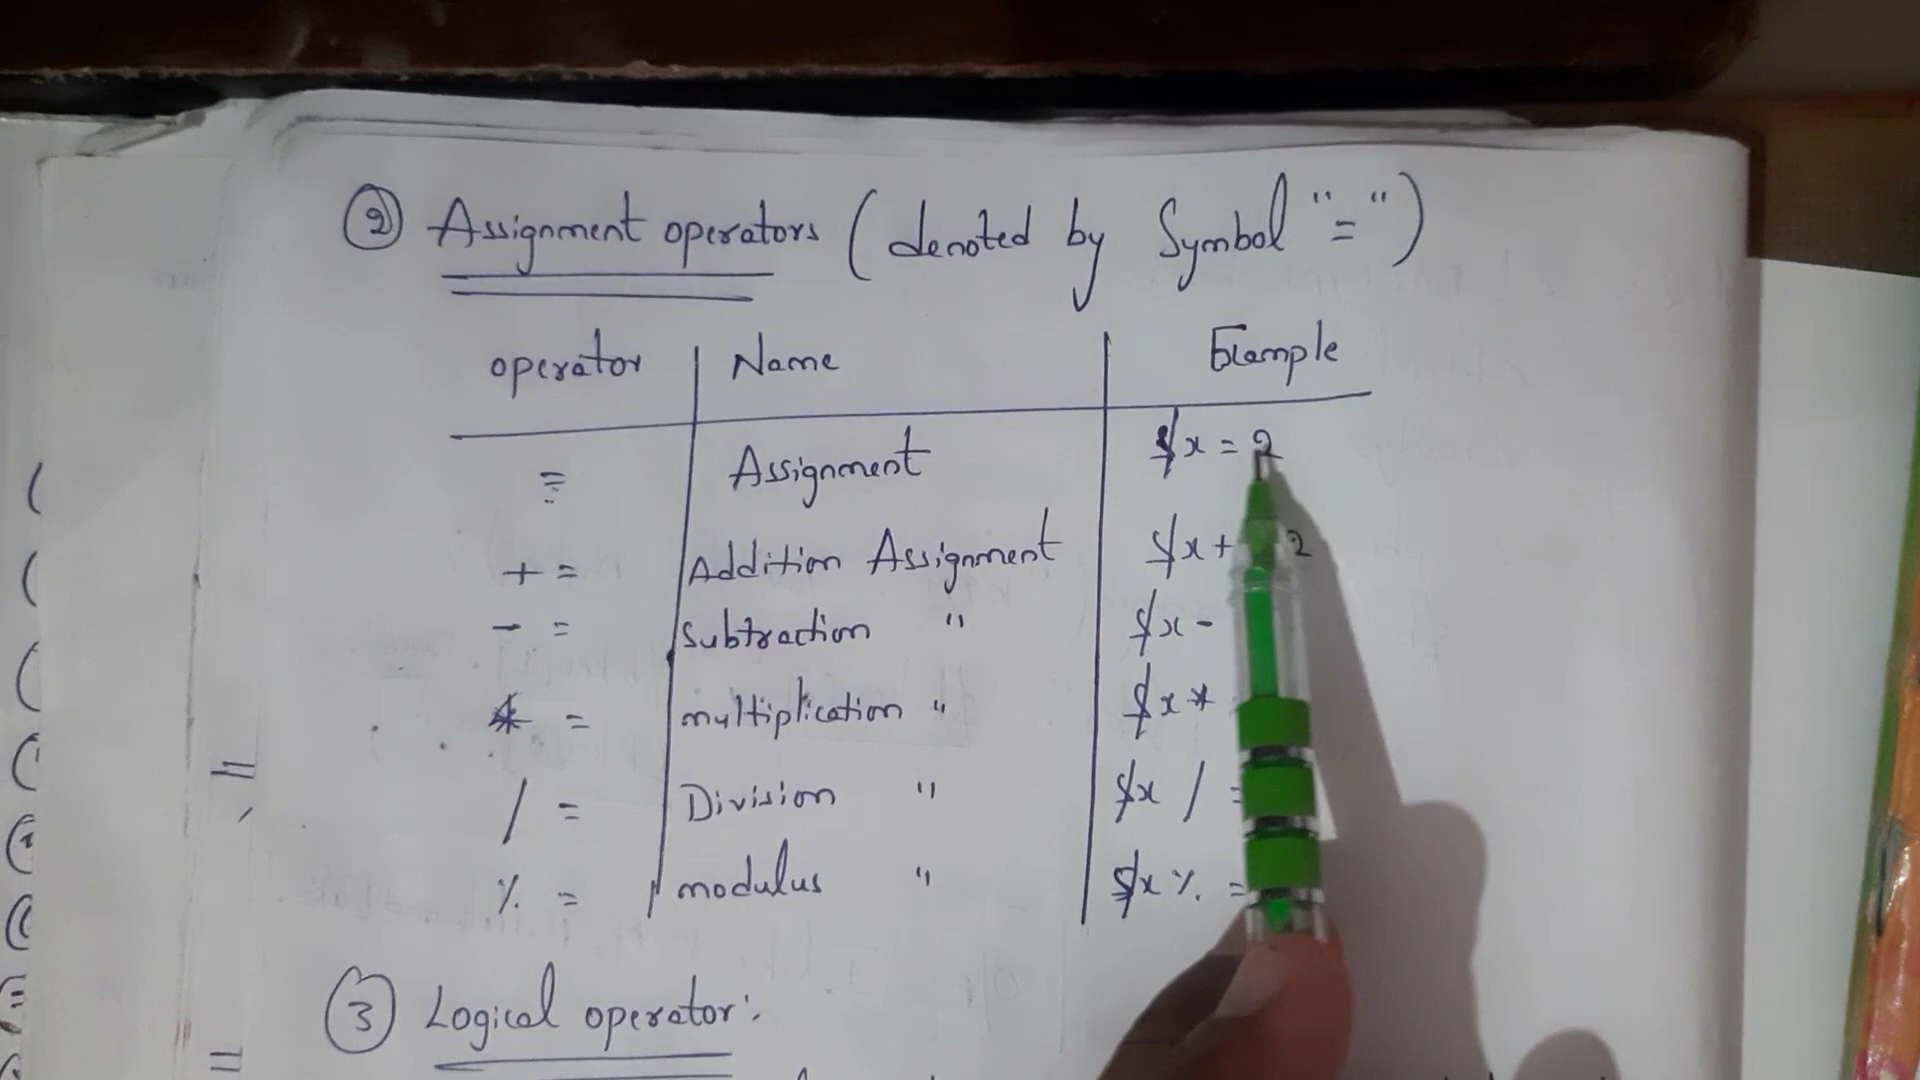 ② Assignment operators (denoted by Symbol "=")
operator Name Example
= Assignment $x = 2
+= Addition Assignment $x + 2
-= Subtraction " $x -
*= multiplication " $x *
/= Division " $x / =
%= modulus " $x % =
③ Logical operator: